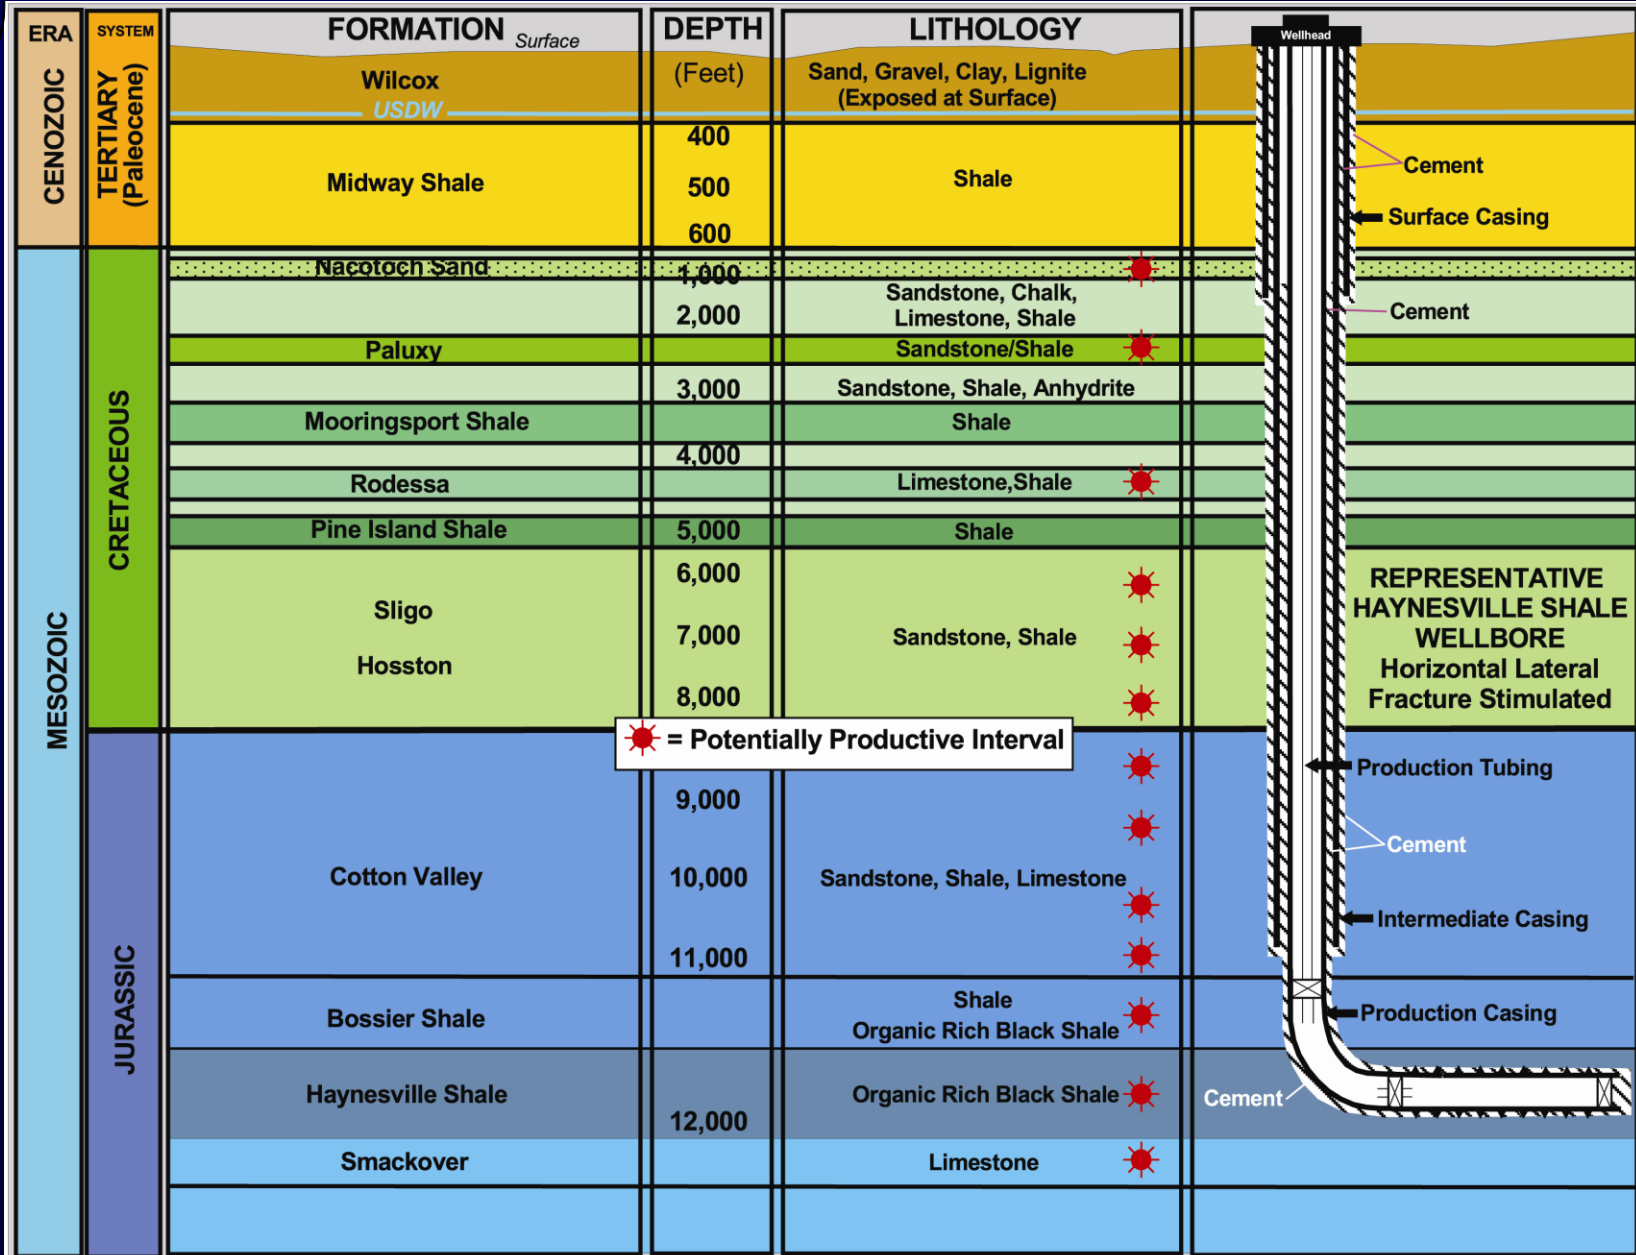 ERA
SYSTEM
FORMATION
Surface
DEPTH
(Feet)
LITHOLOGY
Wellhead
CENOZOIC
TERTIARY
(Paleocene)
Wilcox
USDW
Sand, Gravel, Clay, Lignite
(Exposed at Surface)
Midway Shale
400
500
600
Shale
Cement
Surface Casing
MESOZOIC
CRETACEOUS
Nacotoch Sand
1,000
2,000
Sandstone, Chalk,
Limestone, Shale
Cement
Paluxy
Sandstone/Shale
3,000
Sandstone, Shale, Anhydrite
Mooringsport Shale
Shale
4,000
Rodessa
Limestone,Shale
Pine Island Shale
5,000
Shale
Sligo
Hosston
6,000
7,000
8,000
Sandstone, Shale
REPRESENTATIVE
HAYNESVILLE SHALE
WELLBORE
Horizontal Lateral
Fracture Stimulated
= Potentially Productive Interval
JURASSIC
Cotton Valley
9,000
10,000
11,000
Sandstone, Shale, Limestone
Production Tubing
Cement
Intermediate Casing
Bossier Shale
Shale
Organic Rich Black Shale
Production Casing
Haynesville Shale
12,000
Organic Rich Black Shale
Cement
Smackover
Limestone